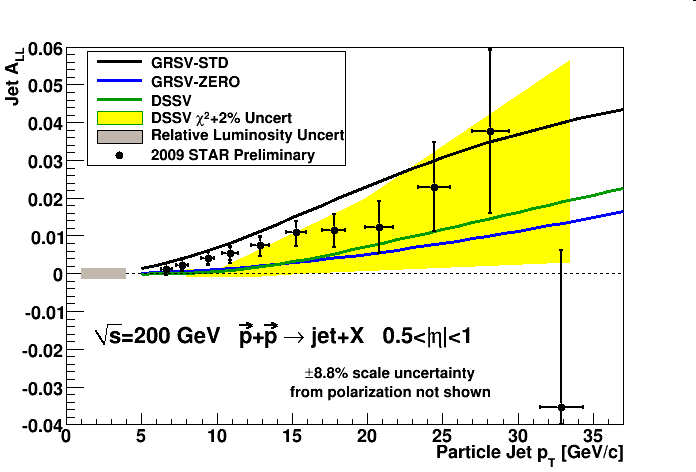 Jet A_LL
0.06
0.05
0.04
0.03
0.02
0.01
0
-0.01
-0.02
-0.03
-0.04
GRSV-STD
GRSV-ZERO
DSSV
DSSV χ²+2% Uncert
Relative Luminosity Uncert
2009 STAR Preliminary
√s=200 GeV p⃗+p⃗ → jet+X 0.5<|η|<1
±8.8% scale uncertainty
from polarization not shown
0 5 10 15 20 25 30 35
Particle Jet p_T [GeV/c]